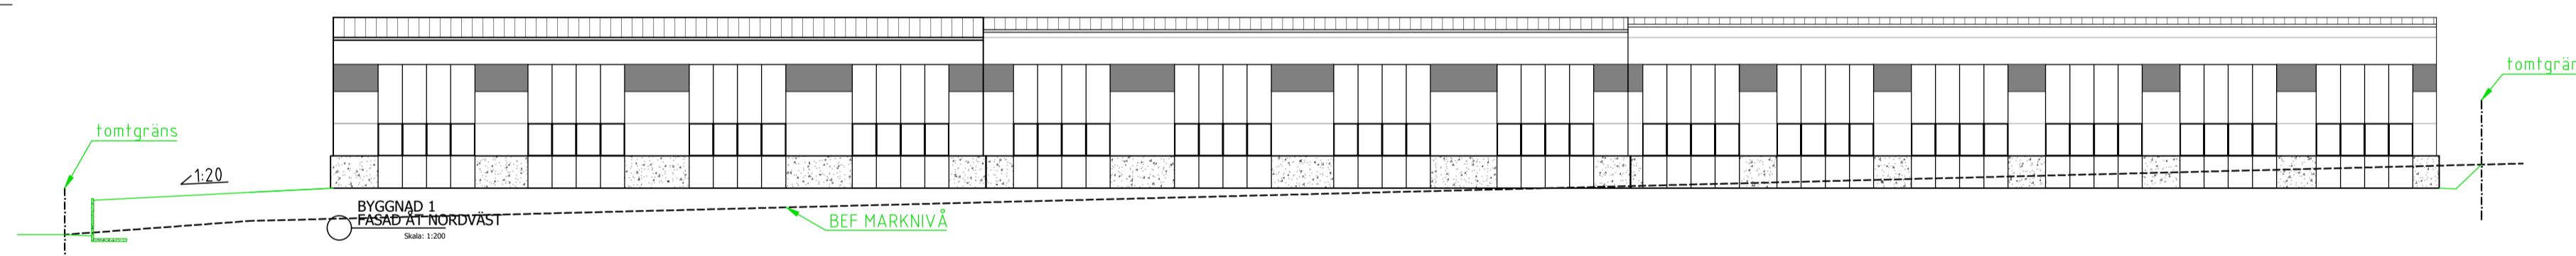 tomtgräns
1:20
BYGGNAD 1
FASAD ÅT NORDVÄST
Skala: 1:200
BEF MARKNIVÅ
tomtgrän